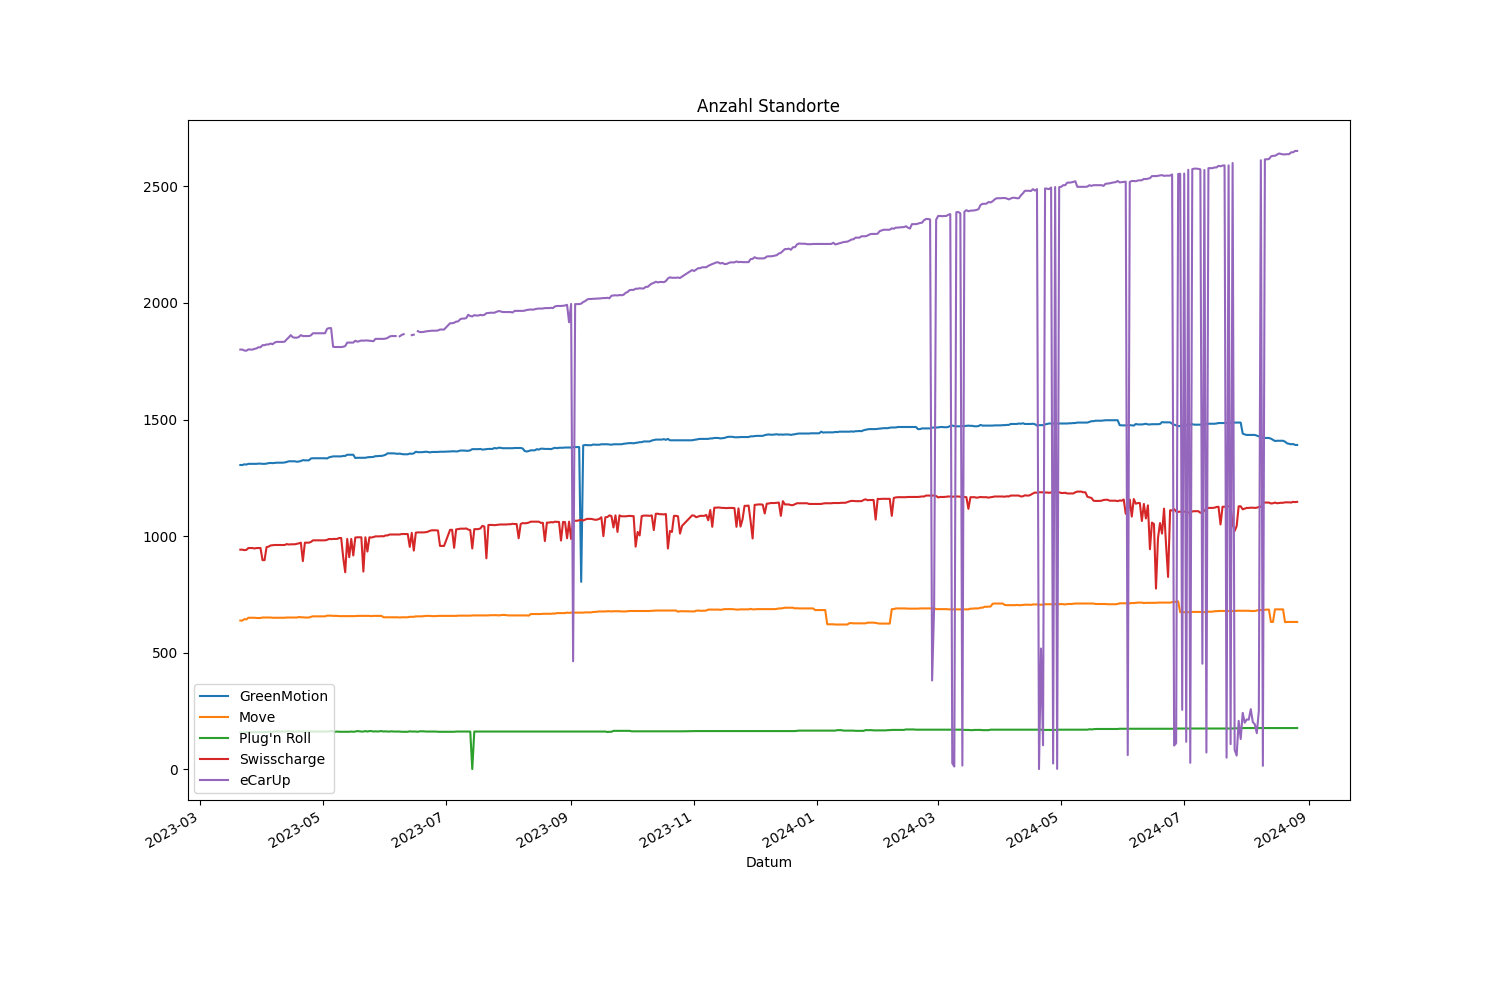 Anzahl Standorte
2500
2000
1500
1000
500
0
GreenMotion
Move
Plug'n Roll
Swisscharge
eCarUp
2023-03
2023-05
2023-07
2023-09
2023-11
2024-01
2024-03
2024-05
2024-07
2024-09
Datum